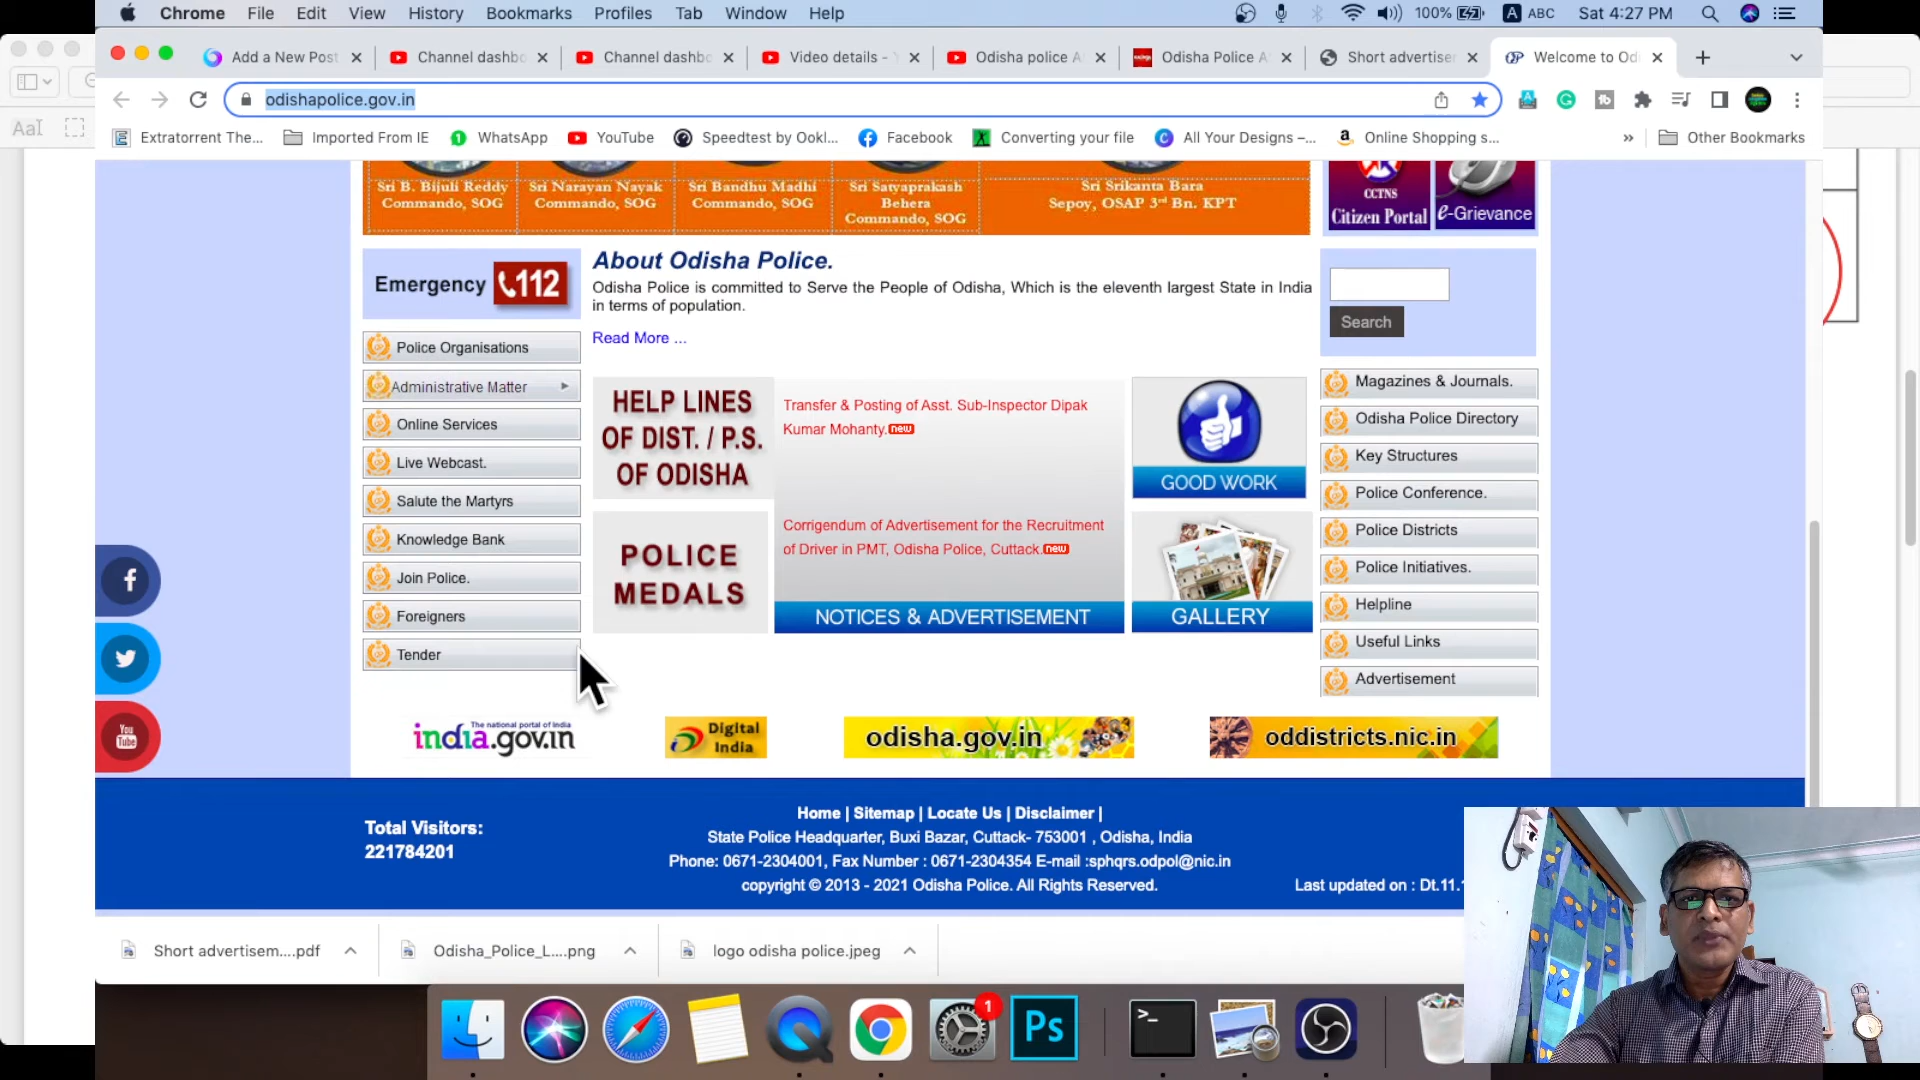 Chrome File Edit View History Bookmarks Profiles Tab Window Help
100% A ABC Sat 4:27 PM
Add a New Post
Channel dashbo
Channel dashbo
Video details -
Odisha police A
Odisha Police A
Short advertise
Welcome to Odi
odishapolice.gov.in
AaI
Extratorrent The...
Imported From IE
WhatsApp
YouTube
Speedtest by Ookl...
Facebook
Converting your file
All Your Designs –...
Online Shopping s...
»
Other Bookmarks
Sri B. Bijuli Reddy
Commando, SOG
Sri Narayan Nayak
Commando, SOG
Sri Bandhu Madhi
Commando, SOG
Sri Satyaprakash
Behera
Commando, SOG
Sri Srikanta Bara
Sepoy, OSAP 3rd Bn. KPT
CCTNS
Citizen Portal
e-Grievance
Emergency 112
About Odisha Police.
Odisha Police is committed to Serve the People of Odisha, Which is the eleventh largest State in India
in terms of population.
Read More ...
Search
Police Organisations
Administrative Matter
Online Services
Live Webcast.
Salute the Martyrs
Knowledge Bank
Join Police.
Foreigners
Tender
HELP LINES
OF DIST. / P.S.
OF ODISHA
POLICE
MEDALS
Transfer & Posting of Asst. Sub-Inspector Dipak
Kumar Mohanty. new
Corrigendum of Advertisement for the Recruitment
of Driver in PMT, Odisha Police, Cuttack. new
NOTICES & ADVERTISEMENT
GOOD WORK
GALLERY
Magazines & Journals.
Odisha Police Directory
Key Structures
Police Conference.
Police Districts
Police Initiatives.
Helpline
Useful Links
Advertisement
You
Tube
The national portal of India
india.gov.in
Digital
India
odisha.gov.in
oddistricts.nic.in
Total Visitors:
221784201
Home | Sitemap | Locate Us | Disclaimer |
State Police Headquarter, Buxi Bazar, Cuttack- 753001 , Odisha, India
Phone: 0671-2304001, Fax Number : 0671-2304354 E-mail :sphqrs.odpol@nic.in
copyright © 2013 - 2021 Odisha Police. All Rights Reserved.
Last updated on : Dt.11.1
Short advertisem....pdf
Odisha_Police_L....png
logo odisha police.jpeg
1
Ps
>_